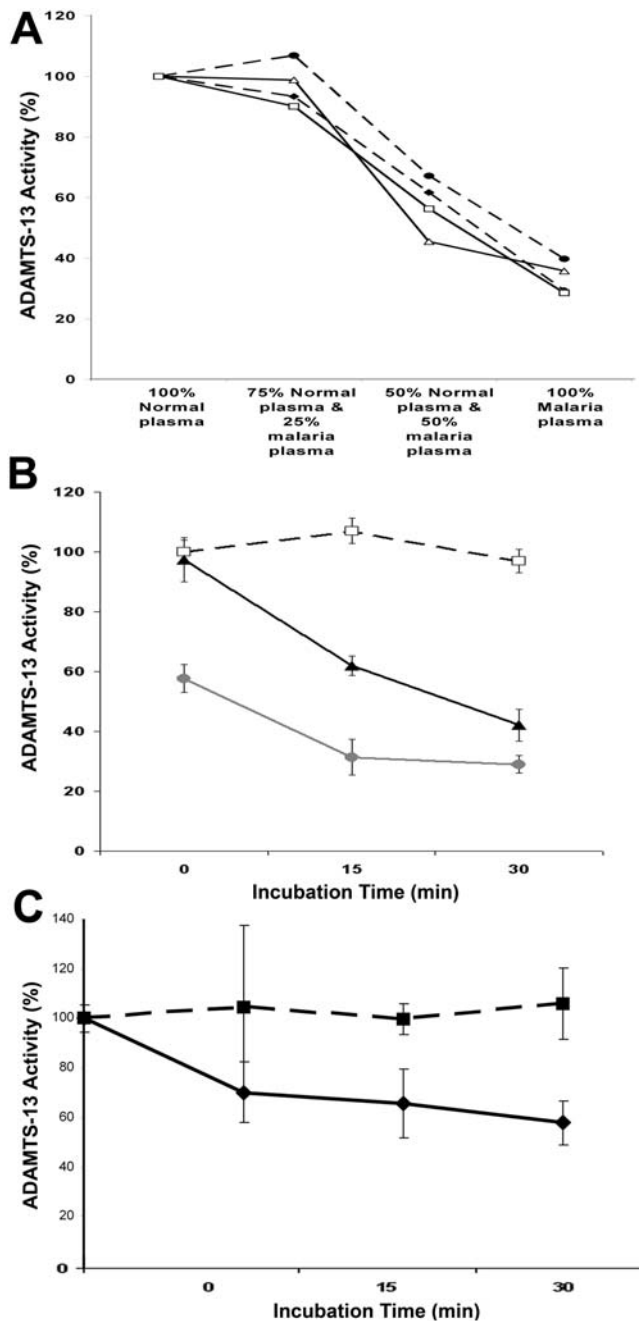 A
120
100
80
60
40
20
0
ADAMTS-13 Activity (%)
100%
Normal
plasma
75% Normal
plasma &
25%
malaria
plasma
50% Normal
plasma &
50%
malaria
plasma
100%
Malaria
plasma
B
120
100
80
60
40
20
0
ADAMTS-13 Activity (%)
0
15
30
Incubation Time (min)
C
140
120
100
80
60
40
20
0
ADAMTS-13 Activity (%)
0
15
30
Incubation Time (min)